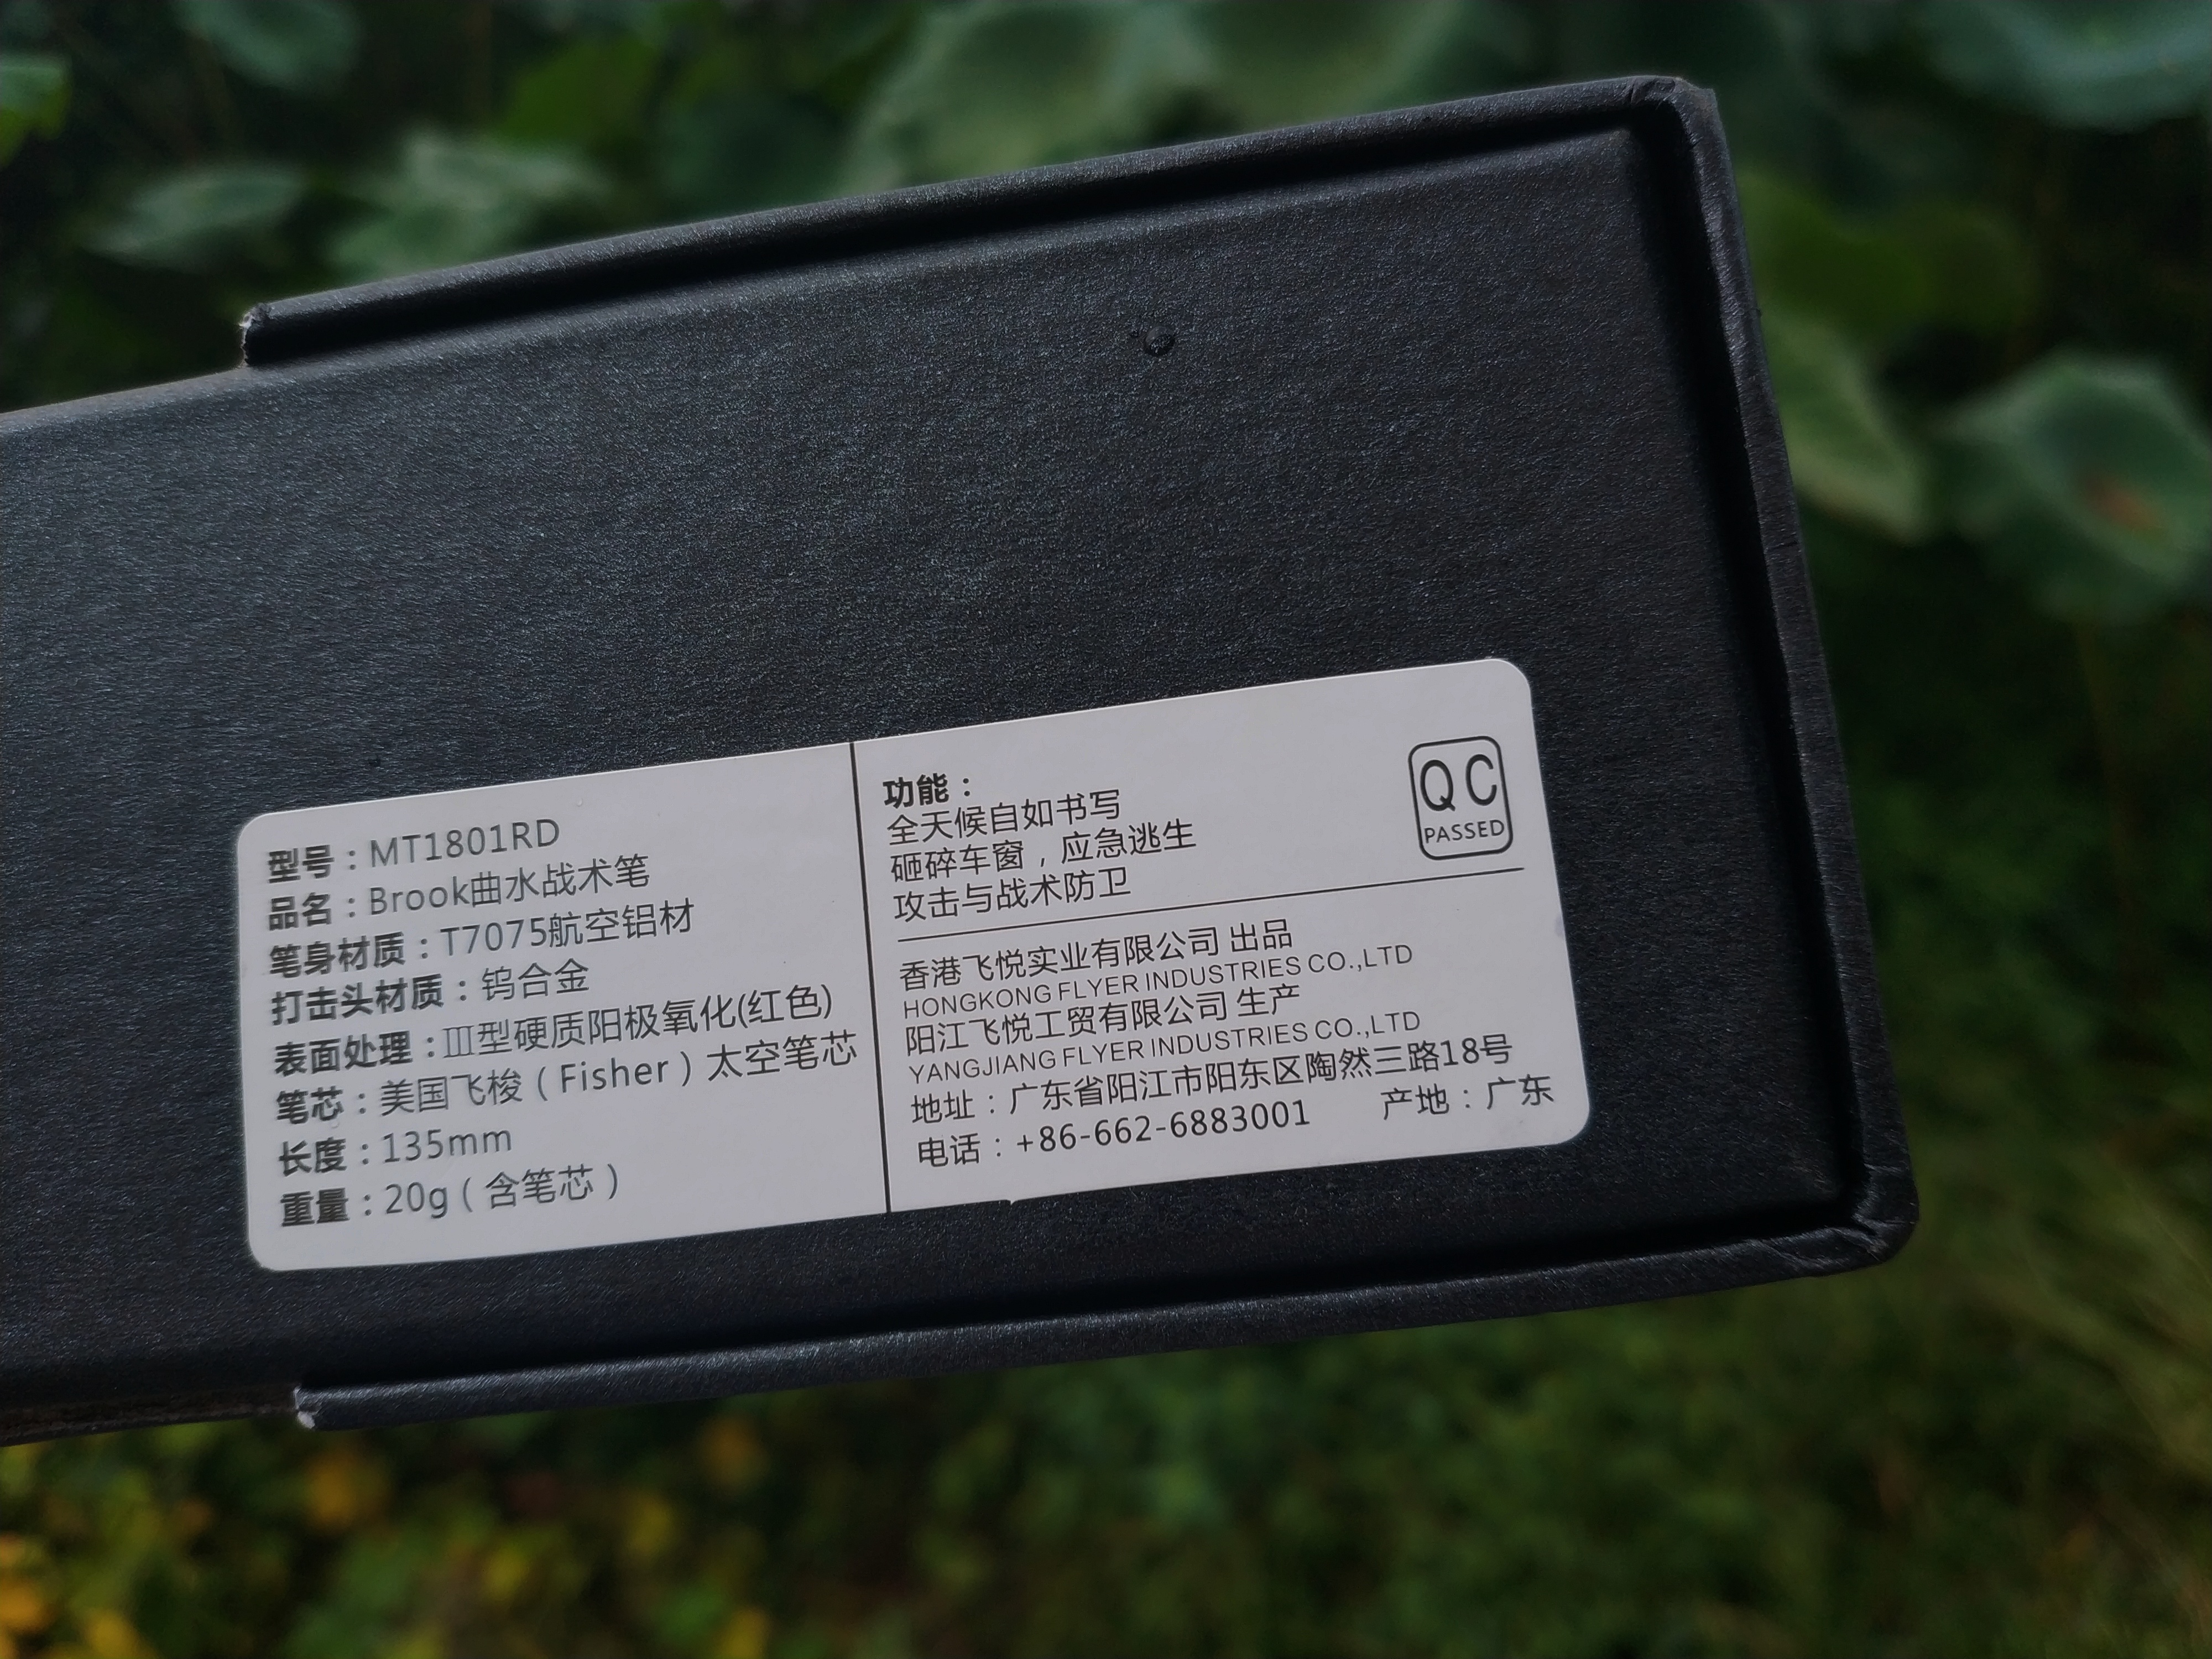 型号：MT1801RD
品名：Brook曲水战术笔
笔身材质：T7075航空铝材
打击头材质：钨合金
表面处理：Ⅲ型硬质阳极氧化(红色)
笔芯：美国飞梭（Fisher）太空笔芯
长度：135mm
重量：20g（含笔芯）
功能：
全天候自如书写
砸碎车窗，应急逃生
攻击与战术防卫
QC
PASSED
香港飞悦实业有限公司 出品
HONGKONG FLYER INDUSTRIES CO.,LTD
阳江飞悦工贸有限公司 生产
YANGJIANG FLYER INDUSTRIES CO.,LTD
地址：广东省阳江市阳东区陶然三路18号
电话：+86-662-6883001 产地：广东